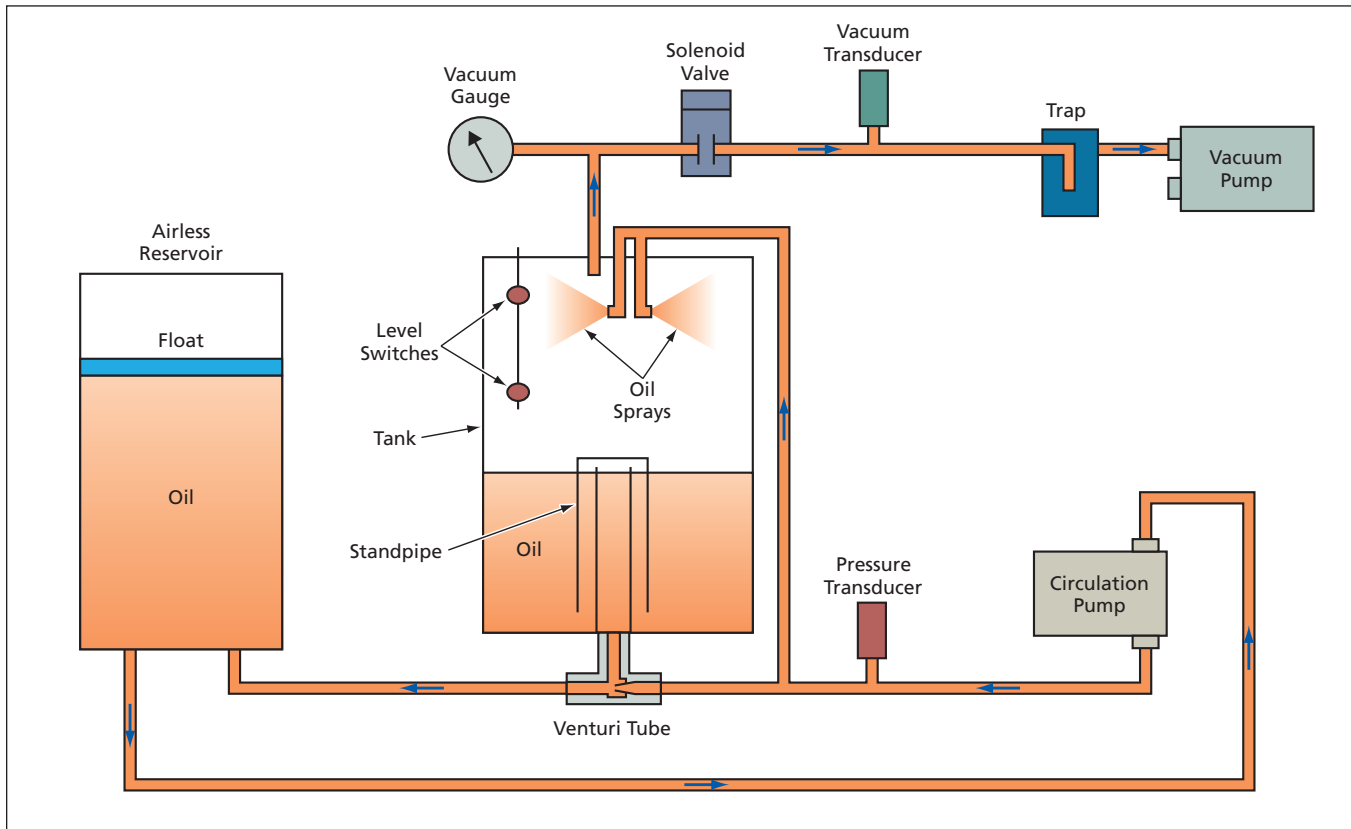 Vacuum
Transducer
Solenoid
Valve
Vacuum
Gauge
Trap
Vacuum
Pump
Airless
Reservoir
Float
Level
Switches
Oil
Sprays
Tank
Oil
Standpipe
Oil
Pressure
Transducer
Circulation
Pump
Venturi Tube